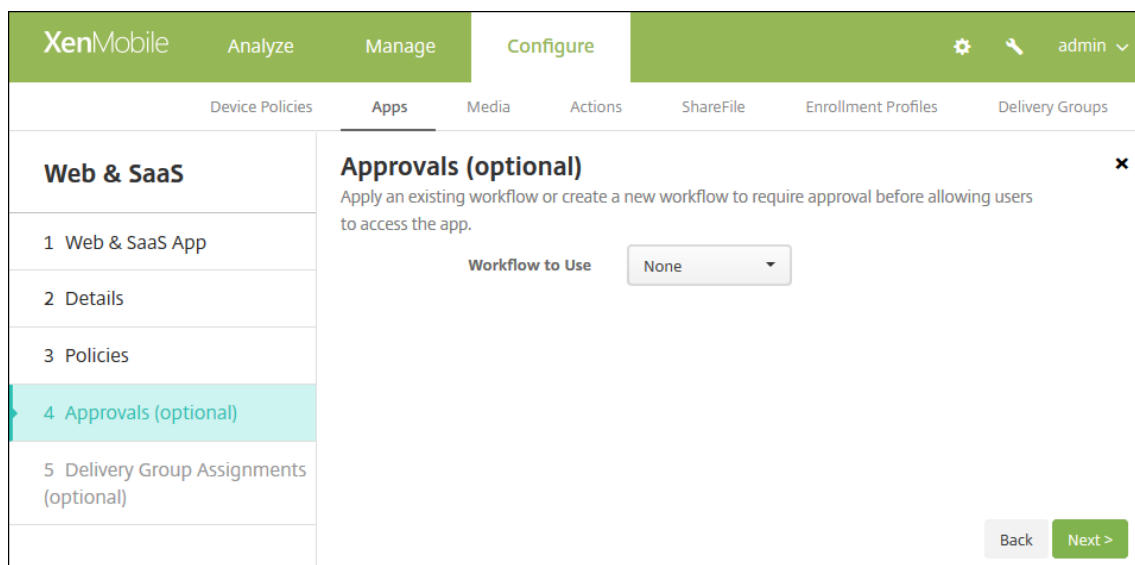 XenMobile Analyze Manage Configure admin
Device Policies Apps Media Actions ShareFile Enrollment Profiles Delivery Groups
Web & SaaS
1 Web & SaaS App
2 Details
3 Policies
4 Approvals (optional)
5 Delivery Group Assignments
(optional)
Approvals (optional)
Apply an existing workflow or create a new workflow to require approval before allowing users
to access the app.
Workflow to Use None
Back Next >